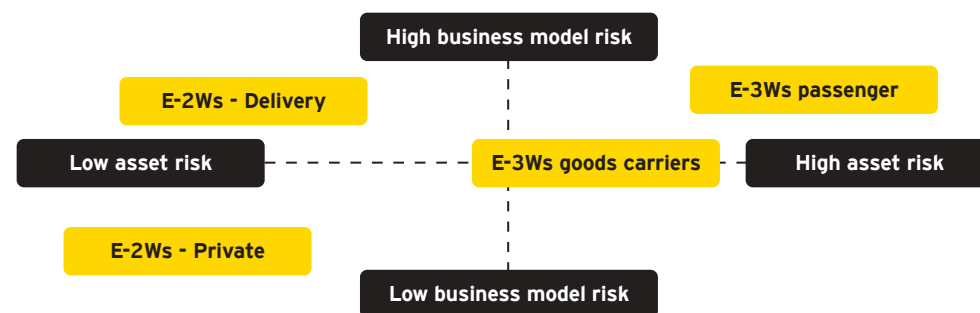 High business model risk
E-2Ws - Delivery
E-3Ws passenger
Low asset risk
E-3Ws goods carriers
High asset risk
E-2Ws - Private
Low business model risk